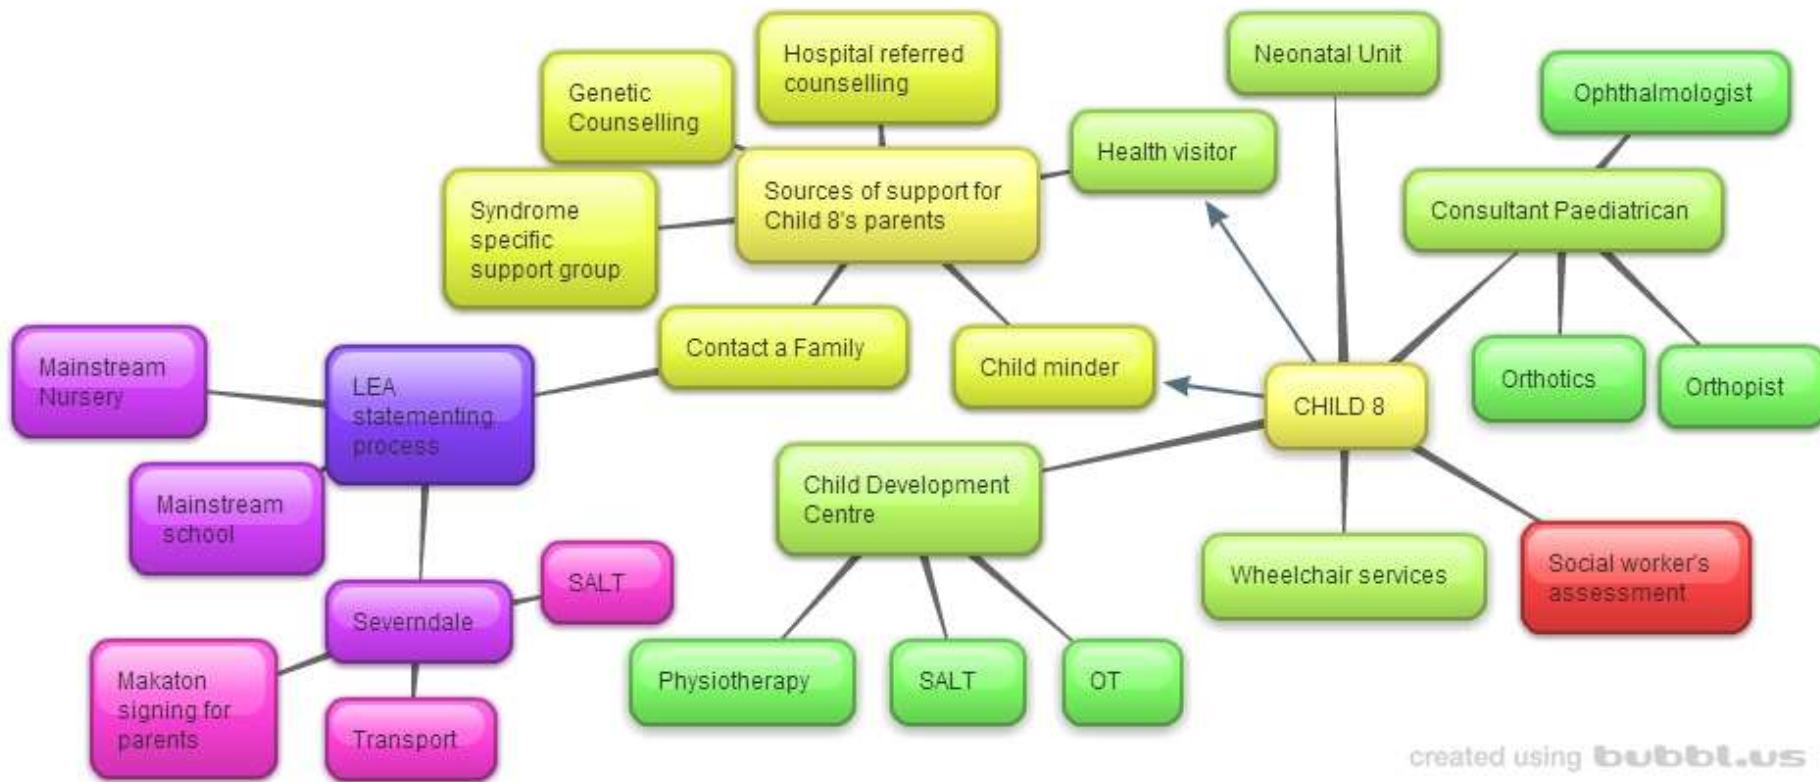 Hospital referred
counselling
Neonatal Unit
Ophthalmologist
Genetic
Counselling
Health visitor
Sources of support for
Child 8's parents
Consultant Paediatrican
Syndrome
specific
support group
Contact a Family
Child minder
Mainstream
Nursery
LEA
statementing
process
CHILD 8
Orthotics
Orthopist
Mainstream
school
Child Development
Centre
Wheelchair services
Social worker's
assessment
SALT
Severndale
Makaton
signing for
parents
Transport
Physiotherapy
SALT
OT
created using bubbl.us